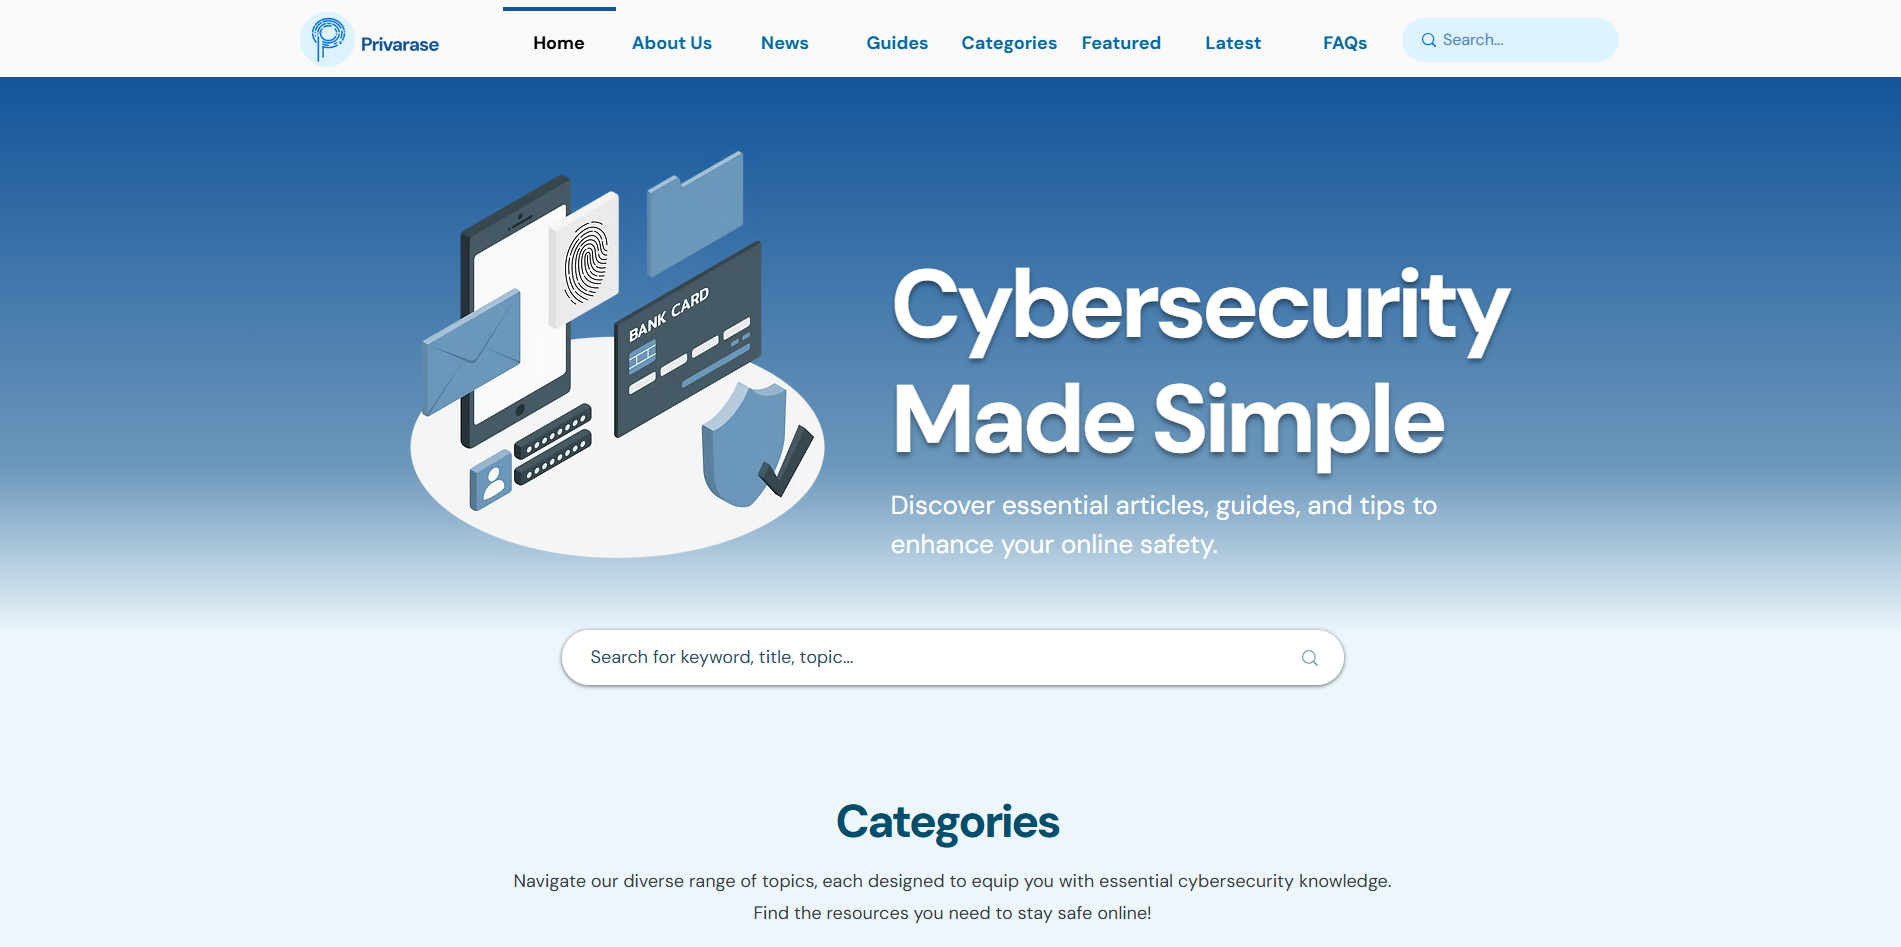 Privarase
Home
About Us
News
Guides
Categories
Featured
Latest
FAQs
Search...
BANK CARD
Cybersecurity
Made Simple
Discover essential articles, guides, and tips to
enhance your online safety.
Search for keyword, title, topic...
Categories
Navigate our diverse range of topics, each designed to equip you with essential cybersecurity knowledge.
Find the resources you need to stay safe online!